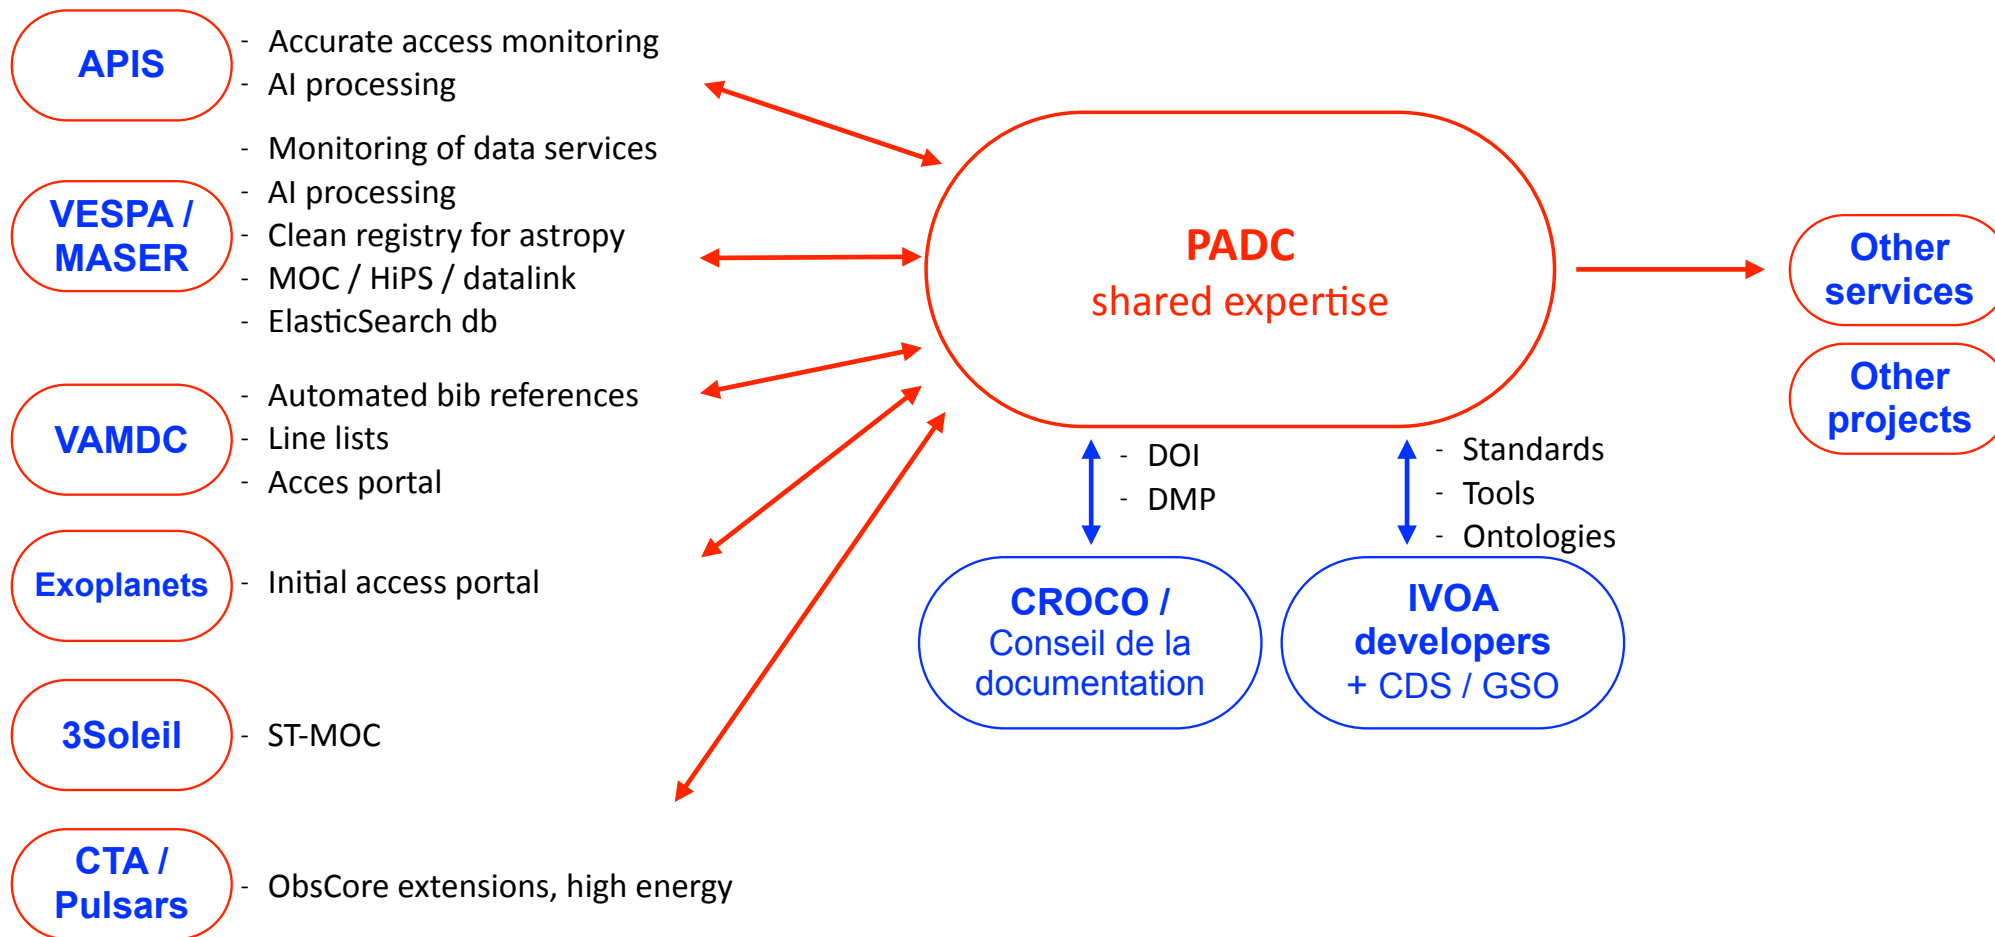 APIS
- Accurate access monitoring
- AI processing
VESPA /
MASER
- Monitoring of data services
- AI processing
- Clean registry for astropy
- MOC / HiPS / datalink
- ElasticSearch db
VAMDC
- Automated bib references
- Line lists
- Acces portal
Exoplanets
- Initial access portal
3Soleil
- ST-MOC
CTA /
Pulsars
- ObsCore extensions, high energy
PADC
shared expertise
- DOI
- DMP
- Standards
- Tools
- Ontologies
CROCO /
Conseil de la
documentation
IVOA
developers
+ CDS / GSO
Other
services
Other
projects